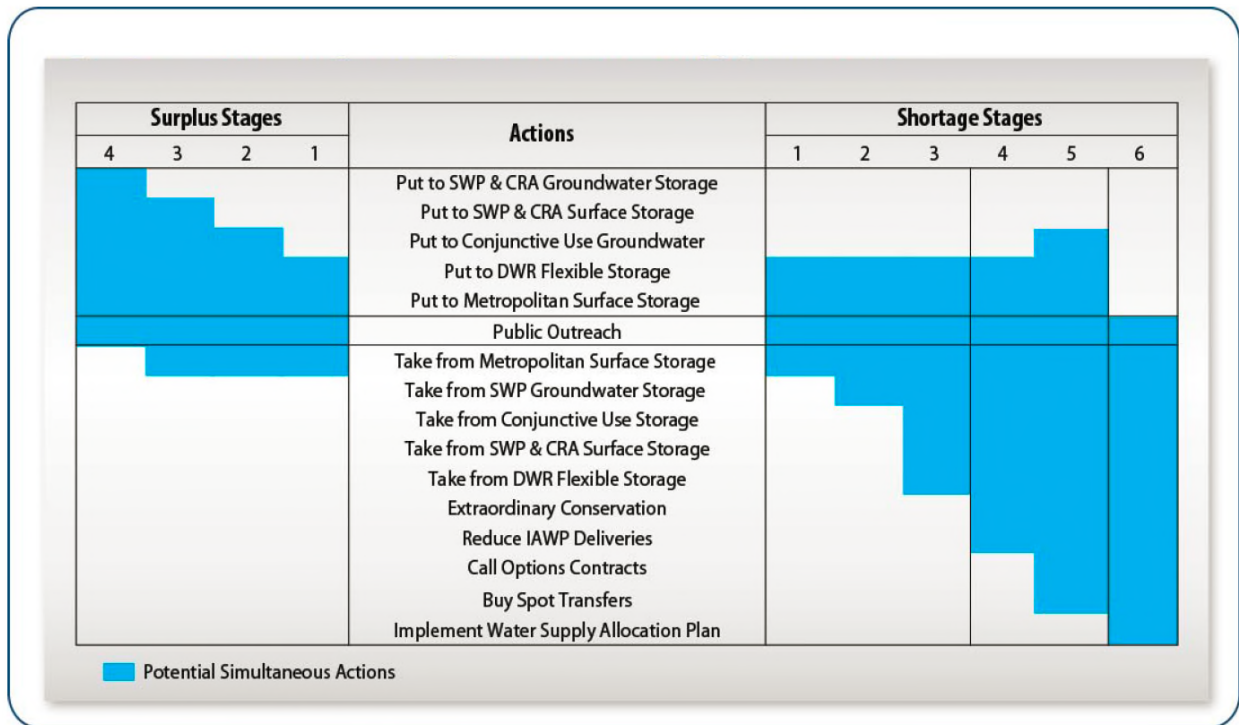 Surplus Stages Actions Shortage Stages
4 3 2 1 1 2 3 4 5 6
Put to SWP & CRA Groundwater Storage
Put to SWP & CRA Surface Storage
Put to Conjunctive Use Groundwater
Put to DWR Flexible Storage
Put to Metropolitan Surface Storage
Public Outreach
Take from Metropolitan Surface Storage
Take from SWP Groundwater Storage
Take from Conjunctive Use Storage
Take from SWP & CRA Surface Storage
Take from DWR Flexible Storage
Extraordinary Conservation
Reduce IAWP Deliveries
Call Options Contracts
Buy Spot Transfers
Implement Water Supply Allocation Plan
Potential Simultaneous Actions